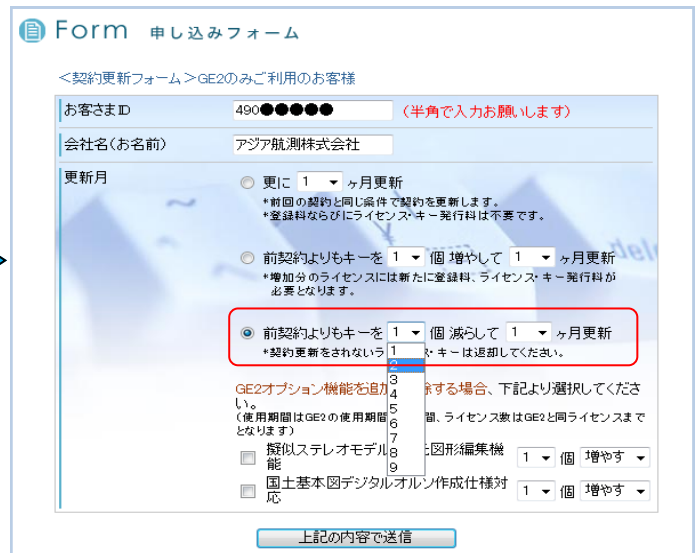 Form 申し込みフォーム
<契約更新フォーム>GE2のみご利用のお客様
お客さまID 490●●●●● (半角で入力お願いします)
会社名(お名前) アジア航測株式会社
更新月
更に 1 ヶ月更新
*前回の契約と同じ条件で契約を更新します。
*登録料ならびにライセンス・キー発行料は不要です。
前契約よりもキーを 1 個 増やして 1 ヶ月更新
*増加分のライセンスには新たに登録料、ライセンス・キー発行料が
必要となります。
前契約よりもキーを 1 個 減らして 1 ヶ月更新
*契約更新をされないラ ・キーは返却してください。
1
2
3
4
5
6
7
8
9
GE2オプション機能を追加 除する場合、下記より選択してくださ
い。
(使用期間はGE2の使用期間 間、ライセンス数はGE2と同ライセンスまで
となります)
擬似ステレオモデル 図形編集機
能 1 個 増やす
国土基本図デジタルオルソ作成仕様対
応 1 個 増やす
上記の内容で送信